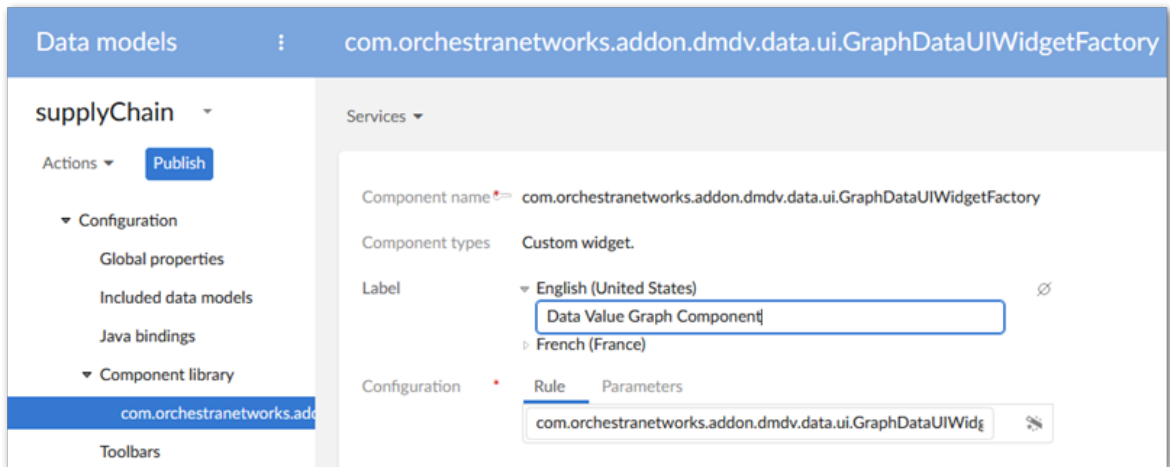 Data models
com.orchestranetworks.addon.dmdv.data.ui.GraphDataUIWidgetFactory
supplyChain
Services
Actions
Publish
Component name* com.orchestranetworks.addon.dmdv.data.ui.GraphDataUIWidgetFactory
Configuration
Component types Custom widget.
Global properties
Label English (United States)
Included data models
Data Value Graph Component
Java bindings
French (France)
Component library
Configuration * Rule Parameters
com.orchestranetworks.add
com.orchestranetworks.addon.dmdv.data.ui.GraphDataUIWidg
Toolbars